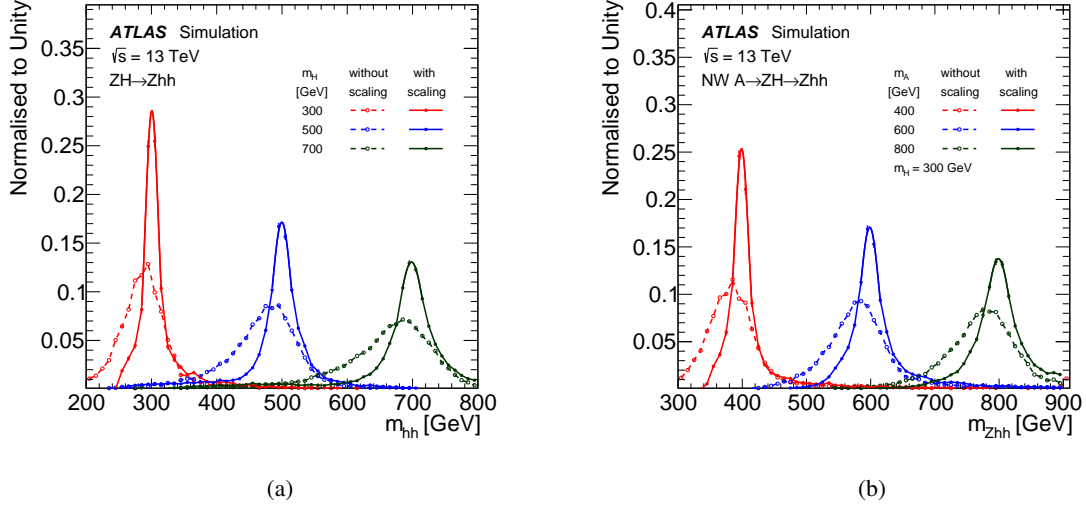 ATLAS Simulation
√s = 13 TeV
ZH→Zhh
m_H [GeV] without scaling with scaling
300
500
700
Normalised to Unity
0.35
0.3
0.25
0.2
0.15
0.1
0.05
200 300 400 500 600 700 800
m_hh [GeV]
(a)
ATLAS Simulation
√s = 13 TeV
NW A→ZH→Zhh
m_A [GeV] without scaling with scaling
400
600
800
m_H = 300 GeV
Normalised to Unity
0.4
0.35
0.3
0.25
0.2
0.15
0.1
0.05
300 400 500 600 700 800 900
m_Zhh [GeV]
(b)